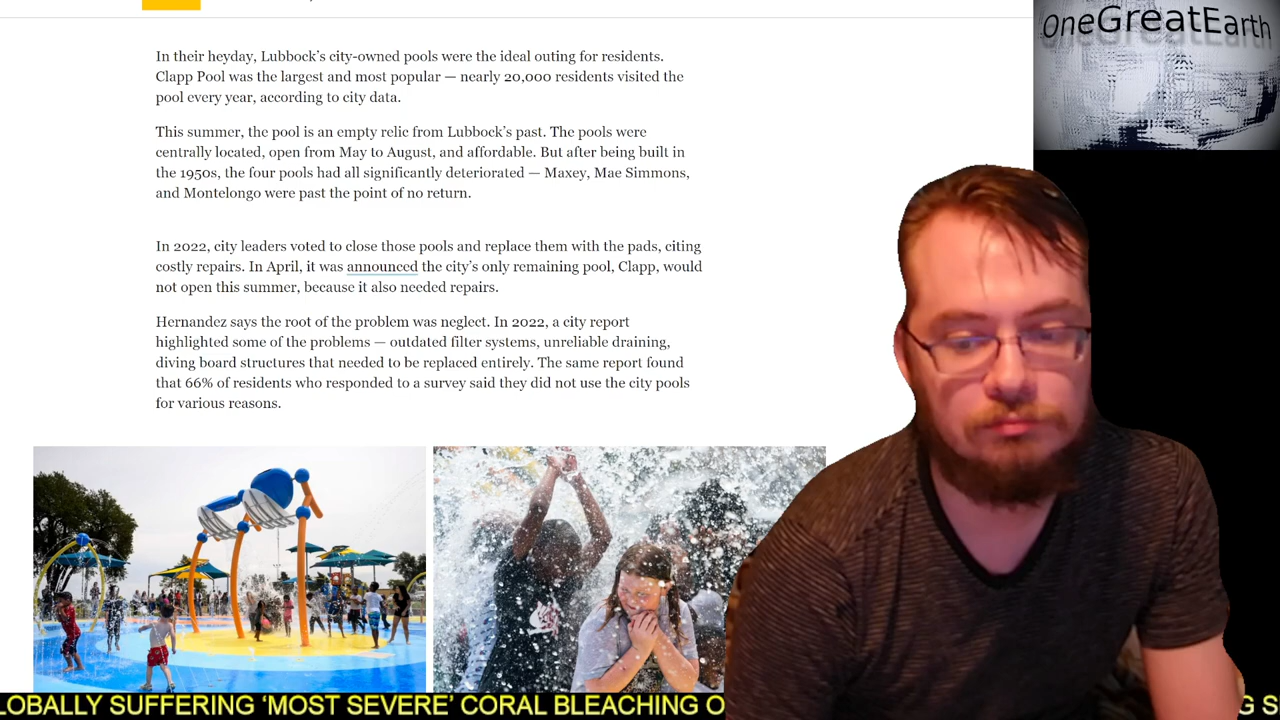 OneGreatEarth
In their heyday, Lubbock’s city-owned pools were the ideal outing for residents.
Clapp Pool was the largest and most popular — nearly 20,000 residents visited the
pool every year, according to city data.
This summer, the pool is an empty relic from Lubbock’s past. The pools were
centrally located, open from May to August, and affordable. But after being built in
the 1950s, the four pools had all significantly deteriorated — Maxey, Mae Simmons,
and Montelongo were past the point of no return.
In 2022, city leaders voted to close those pools and replace them with the pads, citing
costly repairs. In April, it was announced the city’s only remaining pool, Clapp, would
not open this summer, because it also needed repairs.
Hernandez says the root of the problem was neglect. In 2022, a city report
highlighted some of the problems — outdated filter systems, unreliable draining,
diving board structures that needed to be replaced entirely. The same report found
that 66% of residents who responded to a survey said they did not use the city pools
for various reasons.
LOBALLY SUFFERING ‘MOST SEVERE’ CORAL BLEACHING O G S